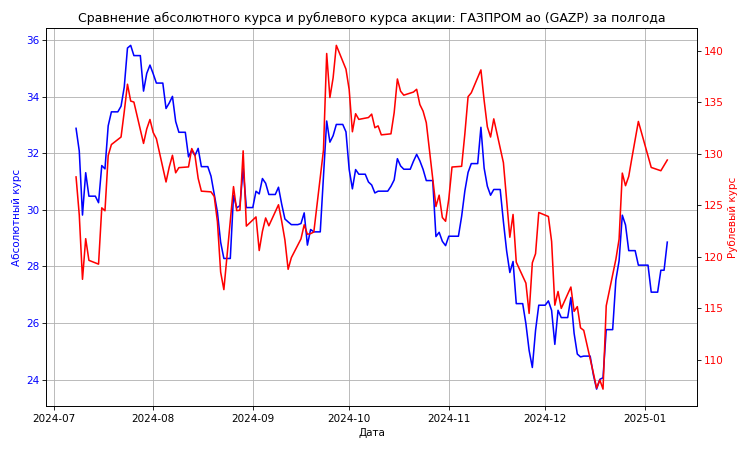 Сравнение абсолютного курса и рублевого курса акции: ГАЗПРОМ ао (GAZP) за полгода
36
34
32
30
28
26
24
Абсолютный курс
140
135
130
125
120
115
110
Рублевый курс
2024-07 2024-08 2024-09 2024-10 2024-11 2024-12 2025-01
Дата